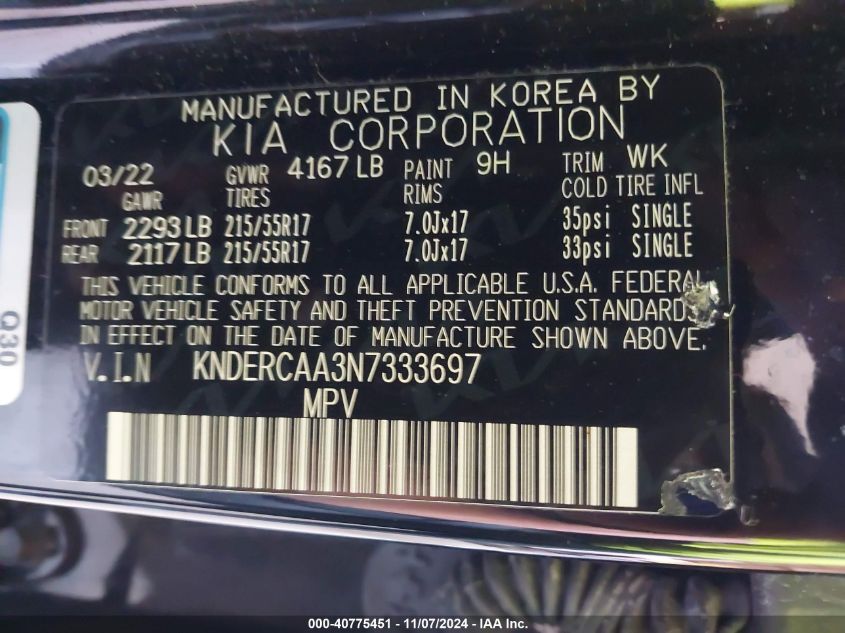 MANUFACTURED IN KOREA BY
KIA CORPORATION
03/22 GVWR 4167 LB PAINT 9H TRIM WK
GAWR TIRES RIMS COLD TIRE INFL
FRONT 2293 LB 215/55R17 7.0Jx17 35psi SINGLE
REAR 2117 LB 215/55R17 7.0Jx17 33psi SINGLE
THIS VEHICLE CONFORMS TO ALL APPLICABLE U.S.A. FEDERAL
MOTOR VEHICLE SAFETY AND THEFT PREVENTION STANDARDS
IN EFFECT ON THE DATE OF MANUFACTURE SHOWN ABOVE.
V.I.N KNDERCAA3N7333697
MPV
Q30
000-40775451 | 11/07/2024 - IAA Inc.